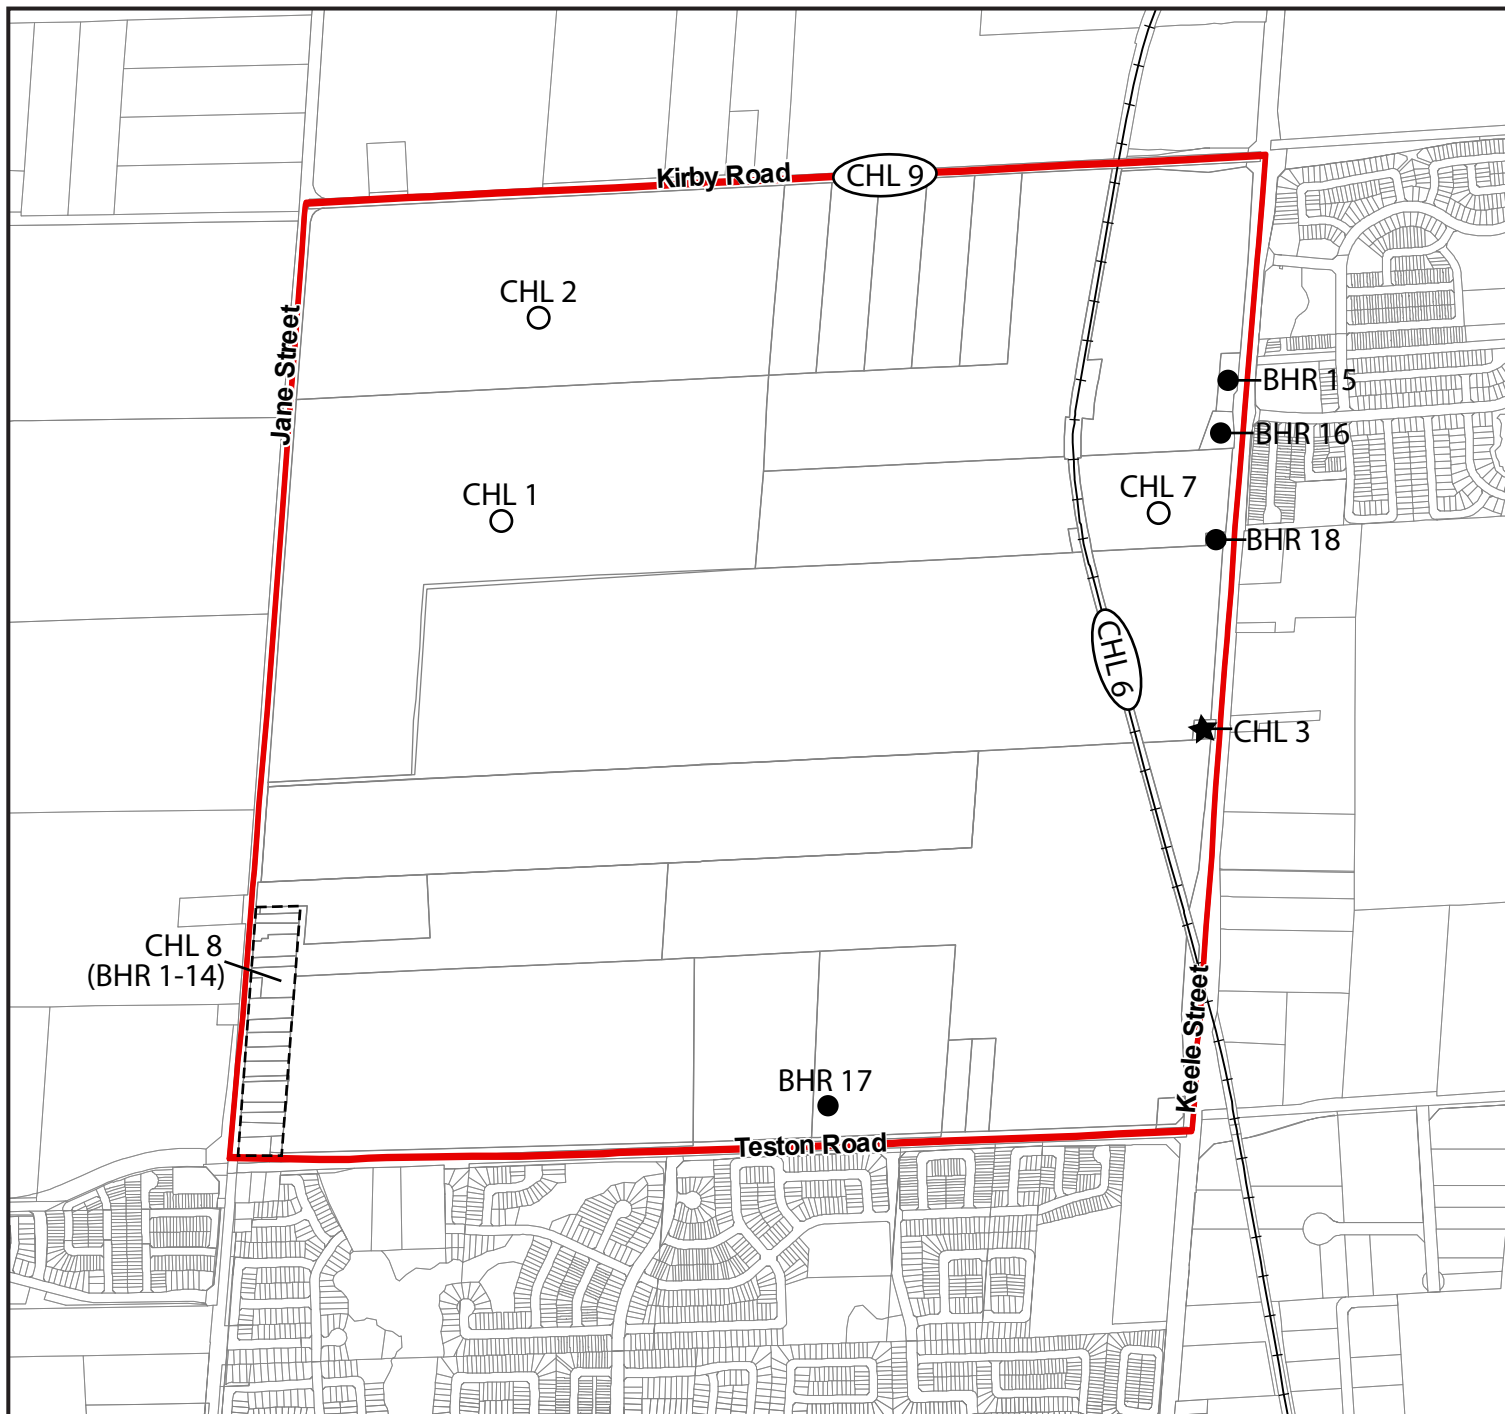 Kirby Road
CHL 9
CHL 2
Jane Street
BHR 15
BHR 16
CHL 1
CHL 7
BHR 18
CHL 6
CHL 3
CHL 8
(BHR 1-14)
Keele Street
BHR 17
Teston Road